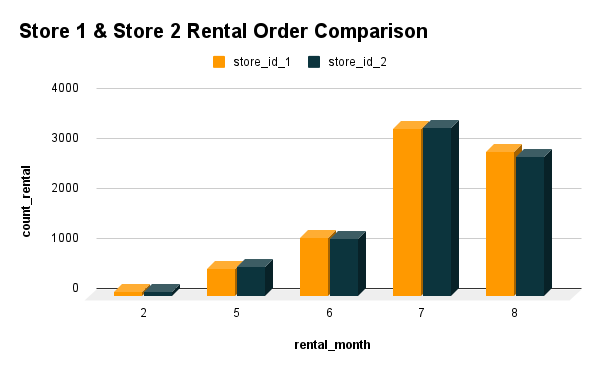 Store 1 & Store 2 Rental Order Comparison
store_id_1 store_id_2
4000
3000
2000
1000
0
count_rental
2 5 6 7 8
rental_month